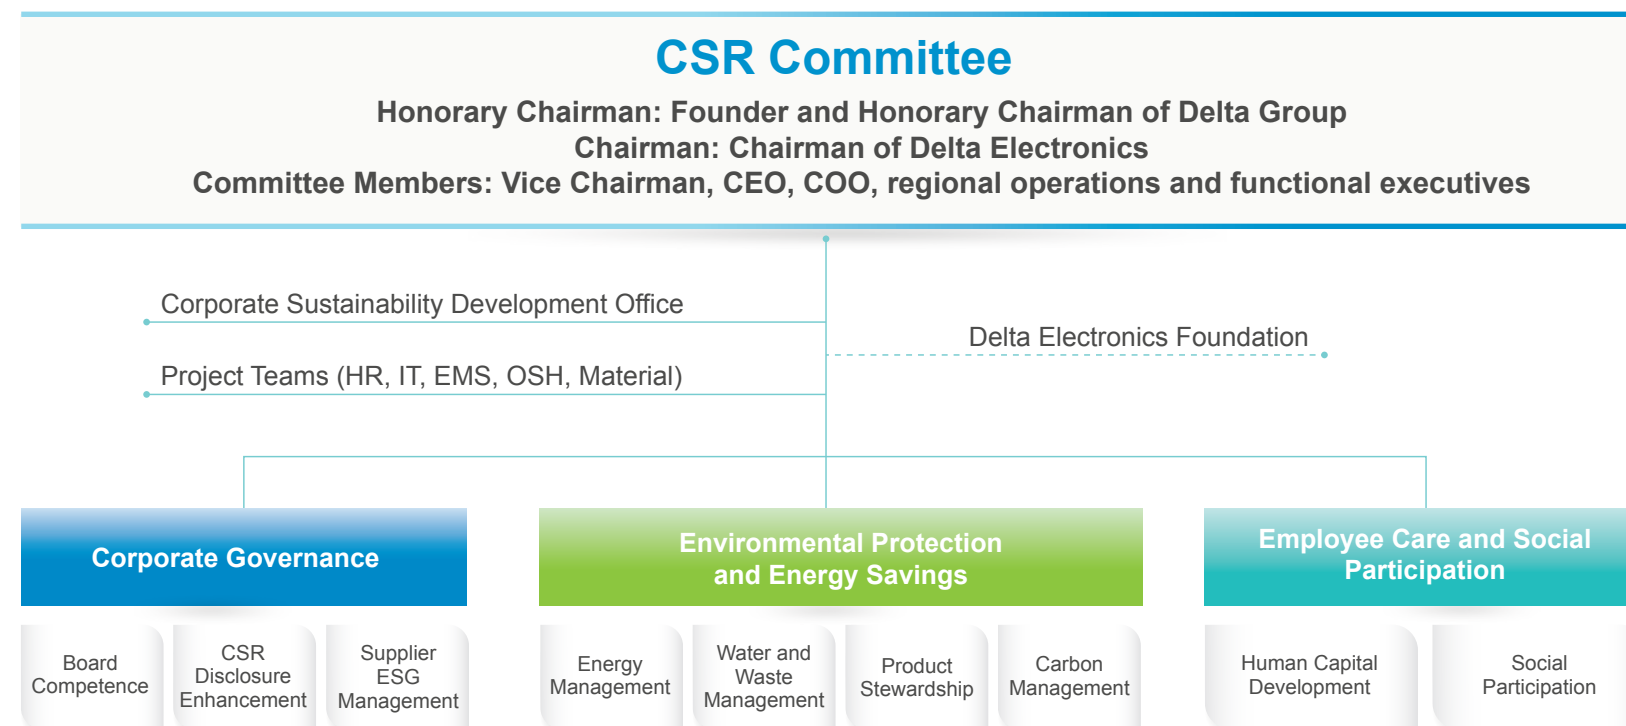 CSR Committee
Honorary Chairman: Founder and Honorary Chairman of Delta Group
Chairman: Chairman of Delta Electronics
Committee Members: Vice Chairman, CEO, COO, regional operations and functional executives
Corporate Sustainability Development Office
Delta Electronics Foundation
Project Teams (HR, IT, EMS, OSH, Material)
Corporate Governance
Environmental Protection
and Energy Savings
Employee Care and Social
Participation
Board
Competence
CSR
Disclosure
Enhancement
Supplier
ESG
Management
Energy
Management
Water and
Waste
Management
Product
Stewardship
Carbon
Management
Human Capital
Development
Social
Participation